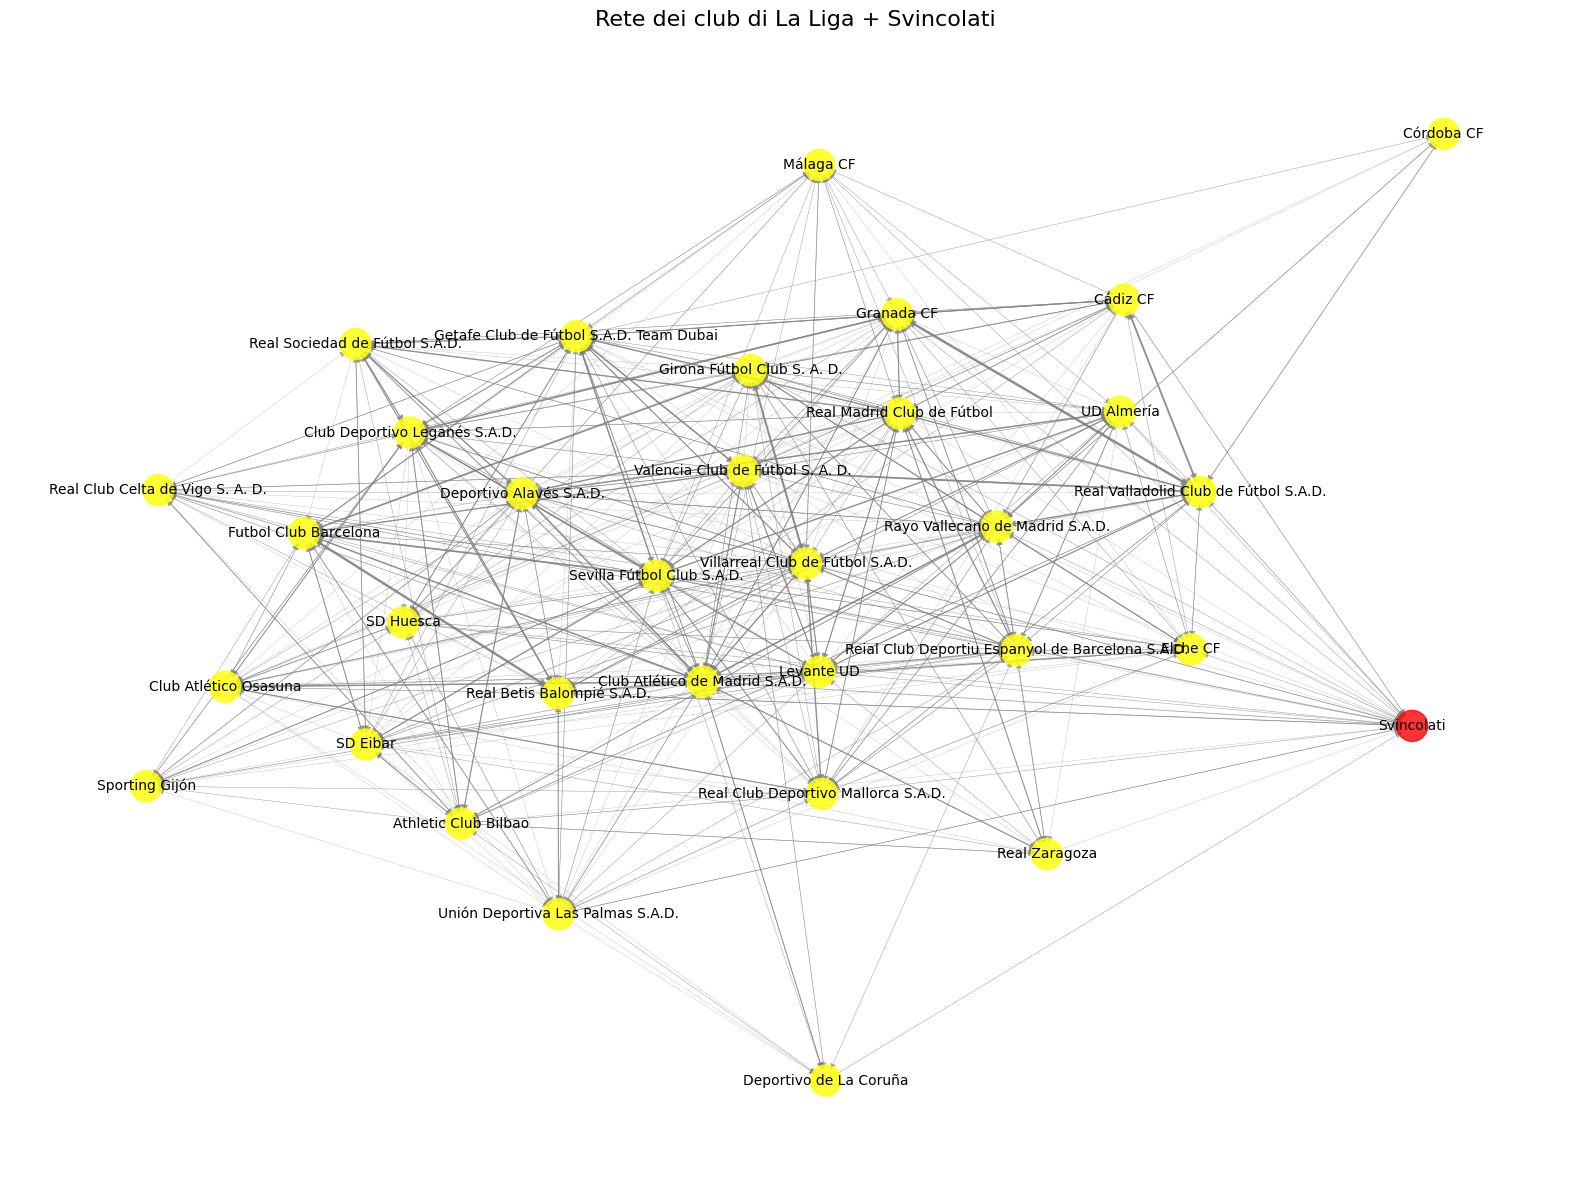 Rete dei club di La Liga + Svincolati
Córdoba CF
Málaga CF
Cádiz CF
Granada CF
Getafe Club de Fútbol S.A.D. Team Dubai
Real Sociedad de Fútbol S.A.D.
Girona Fútbol Club S. A. D.
Real Madrid Club de Fútbol
UD Almería
Club Deportivo Leganés S.A.D.
Valencia Club de Fútbol S. A. D.
Real Club Celta de Vigo S. A. D.
Deportivo Alavés S.A.D.
Real Valladolid Club de Fútbol S.A.D.
Rayo Vallecano de Madrid S.A.D.
Futbol Club Barcelona
Villarreal Club de Fútbol S.A.D.
Sevilla Fútbol Club S.A.D.
SD Huesca
Reial Club Deportiu Espanyol de Barcelona S.A.D.
Elche CF
Levante UD
Club Atlético de Madrid S.A.D.
Club Atlético Osasuna
Real Betis Balompié S.A.D.
Svincolati
SD Eibar
Sporting Gijón
Real Club Deportivo Mallorca S.A.D.
Athletic Club Bilbao
Real Zaragoza
Unión Deportiva Las Palmas S.A.D.
Deportivo de La Coruña